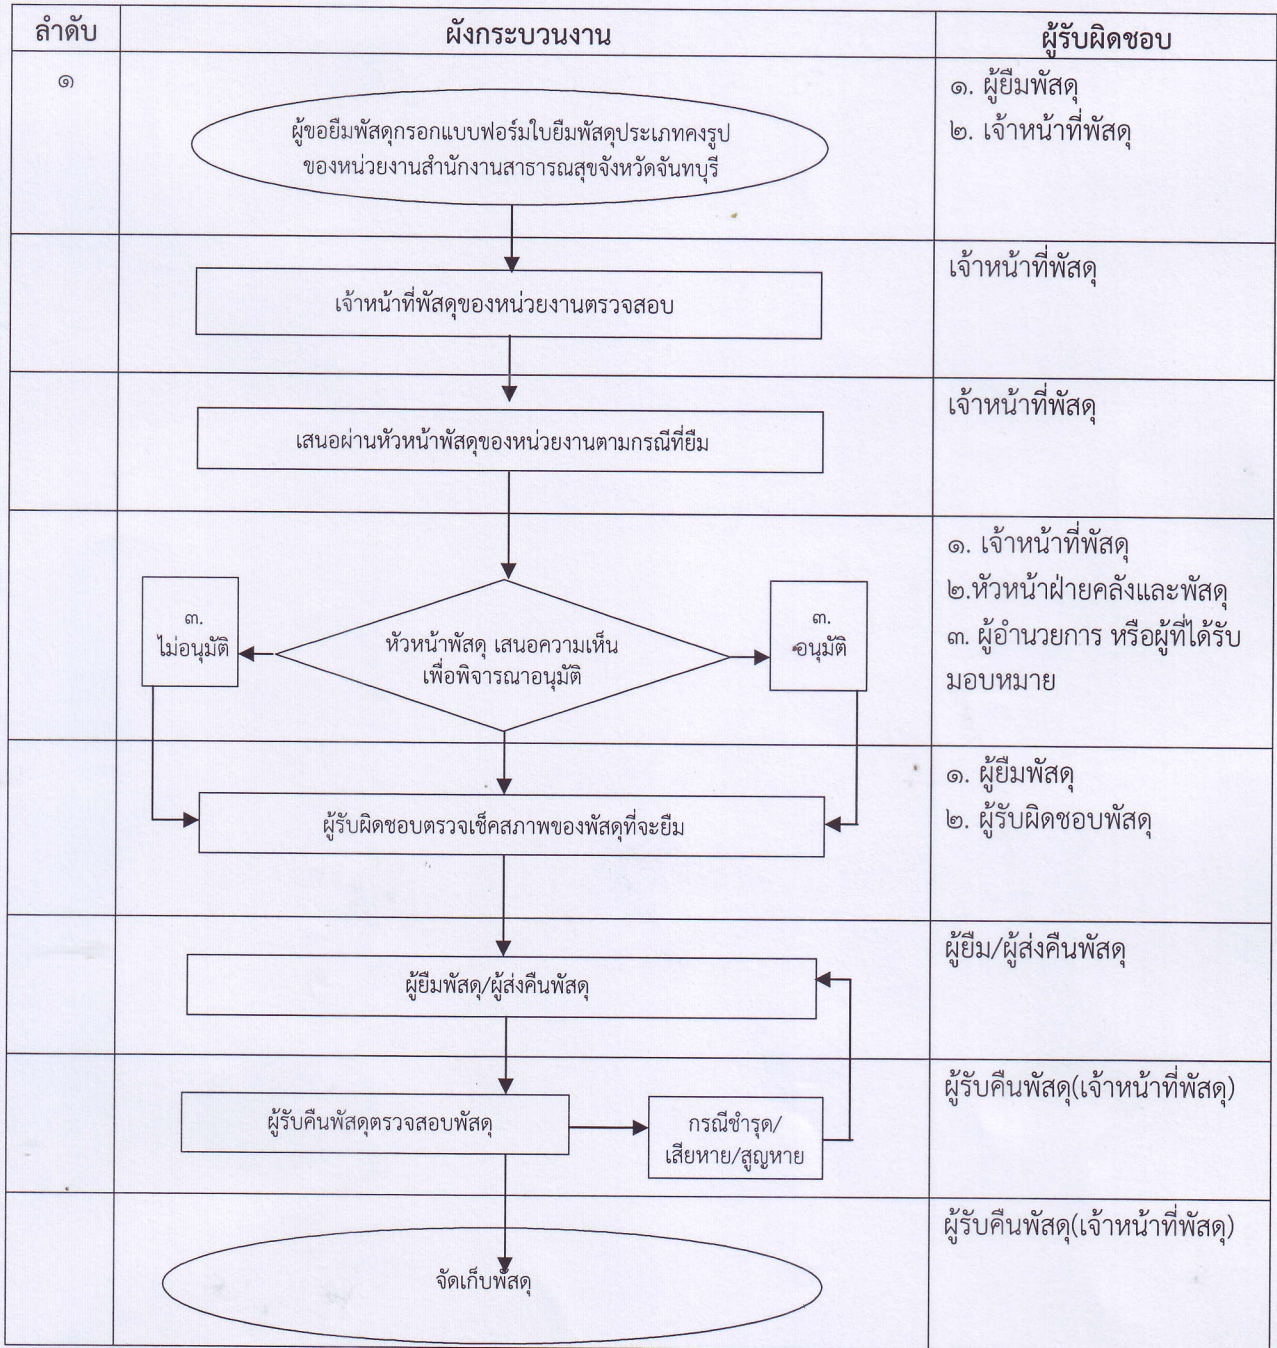 ลำดับ
ผังกระบวนงาน
ผู้รับผิดชอบ
๑
ผู้ขอยืมพัสดุกรอกแบบฟอร์มใบยืมพัสดุประเภทคงรูป
ของหน่วยงานสำนักงานสาธารณสุขจังหวัดจันทบุรี
๑. ผู้ยืมพัสดุ
๒. เจ้าหน้าที่พัสดุ
เจ้าหน้าที่พัสดุของหน่วยงานตรวจสอบ
เจ้าหน้าที่พัสดุ
เสนอผ่านหัวหน้าพัสดุของหน่วยงานตามกรณีที่ยืม
เจ้าหน้าที่พัสดุ
๓.
ไม่อนุมัติ
หัวหน้าพัสดุ เสนอความเห็น
เพื่อพิจารณาอนุมัติ
๓.
อนุมัติ
๑. เจ้าหน้าที่พัสดุ
๒.หัวหน้าฝ่ายคลังและพัสดุ
๓. ผู้อำนวยการ หรือผู้ที่ได้รับ
มอบหมาย
ผู้รับผิดชอบตรวจเช็คสภาพของพัสดุที่จะยืม
๑. ผู้ยืมพัสดุ
๒. ผู้รับผิดชอบพัสดุ
ผู้ยืมพัสดุ/ผู้ส่งคืนพัสดุ
ผู้ยืม/ผู้ส่งคืนพัสดุ
ผู้รับคืนพัสดุตรวจสอบพัสดุ
กรณีชำรุด/
เสียหาย/สูญหาย
ผู้รับคืนพัสดุ(เจ้าหน้าที่พัสดุ)
จัดเก็บพัสดุ
ผู้รับคืนพัสดุ(เจ้าหน้าที่พัสดุ)